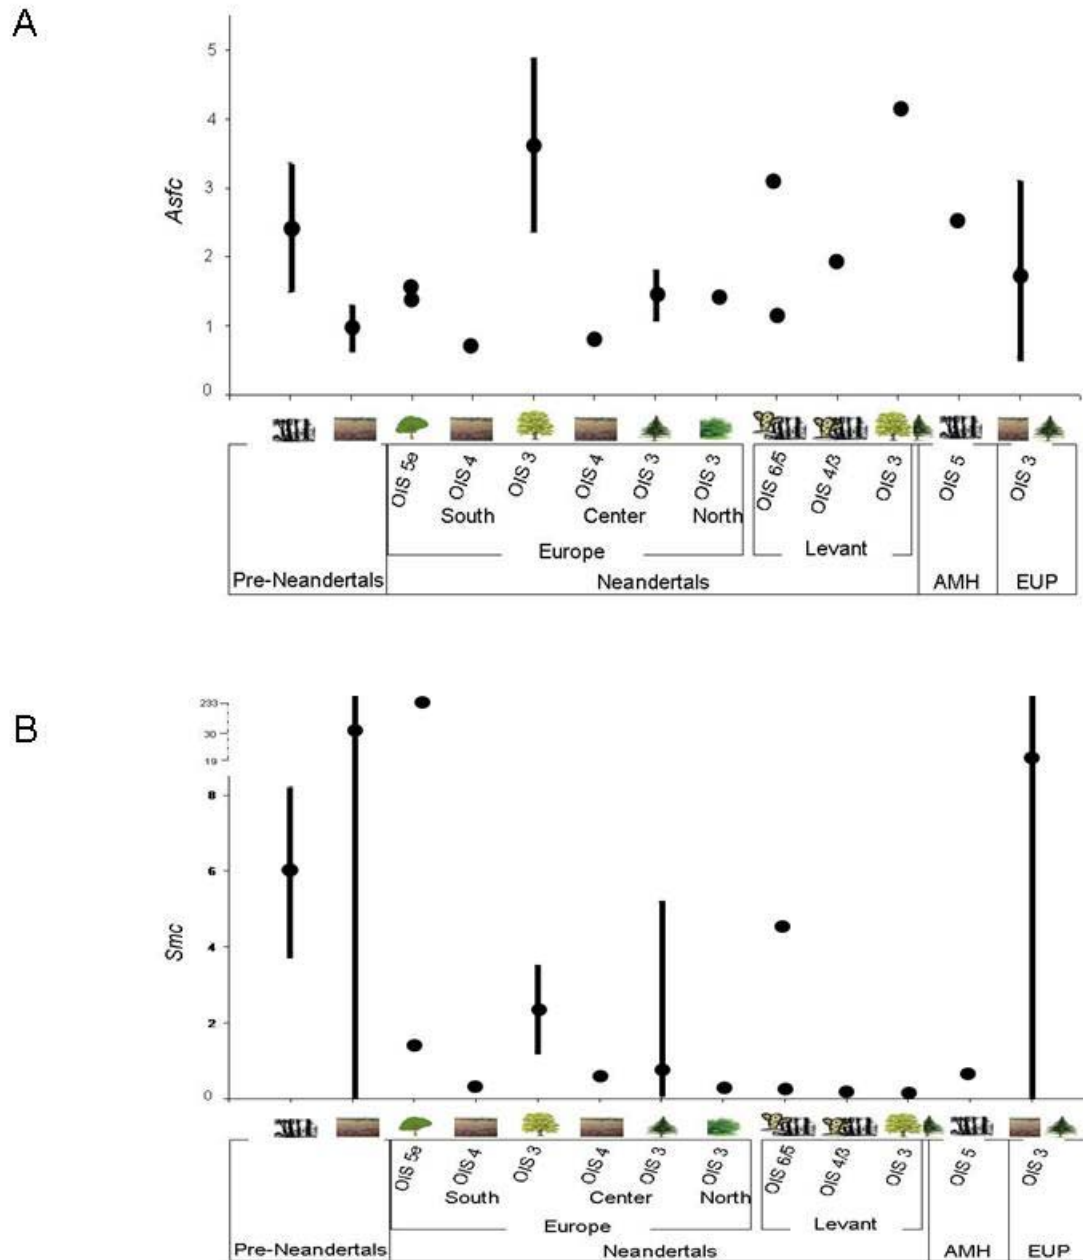 A
5
4
3
2
1
0
Asfc
OIS 5e
OIS 4
OIS 3
OIS 4
OIS 3
OIS 3
OIS 6/5
OIS 4/3
OIS 3
OIS 5
OIS 3
South
Center
North
Europe
Levant
Pre-Neandertals
Neandertals
AMH
EUP
B
233
30
19
8
6
4
2
0
Smc
OIS 5e
OIS 4
OIS 3
OIS 4
OIS 3
OIS 3
OIS 6/5
OIS 4/3
OIS 3
OIS 5
OIS 3
South
Center
North
Europe
Levant
Pre-Neandertals
Neandertals
AMH
EUP